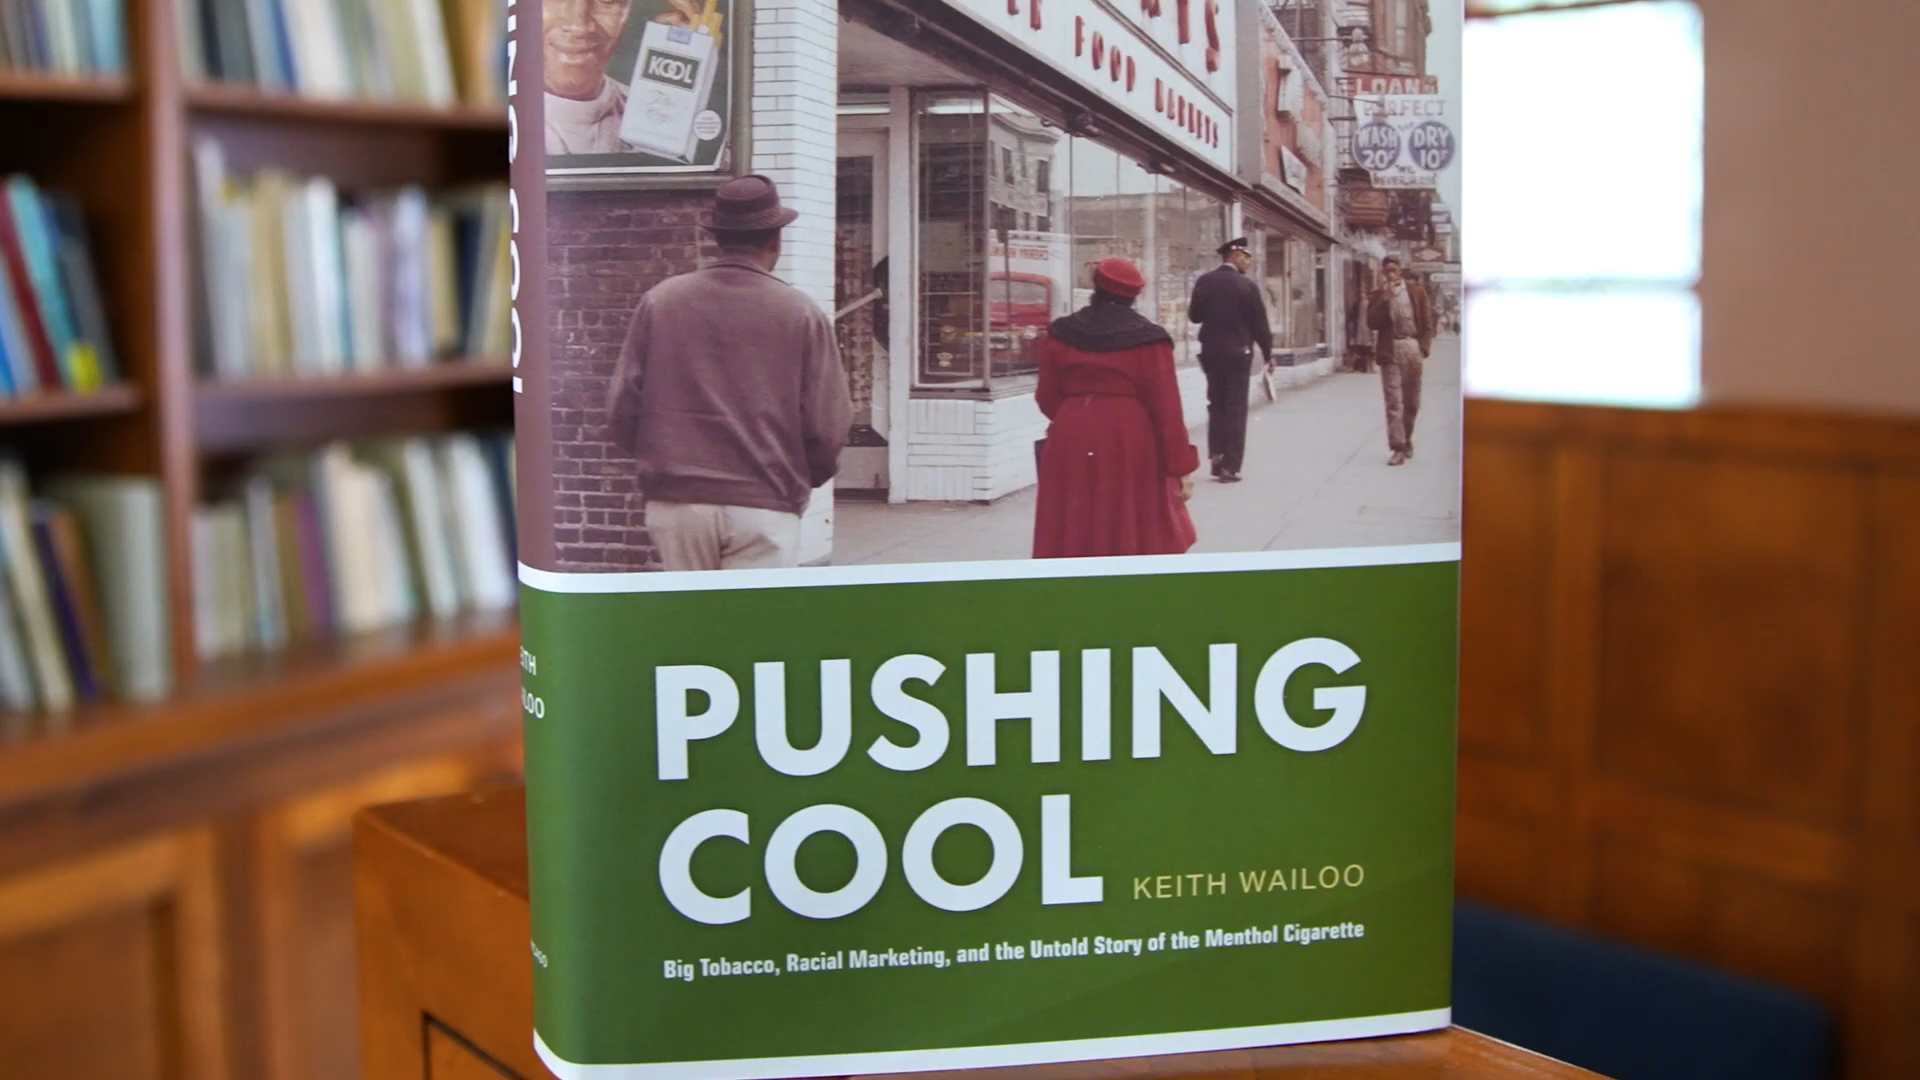 KOOL
FOOD MARKETS
LOANS
PERFECT
WASH DRY
20¢ 10¢
PUSHING
COOL
KEITH WAILOO
Big Tobacco, Racial Marketing, and the Untold Story of the Menthol Cigarette
COOL